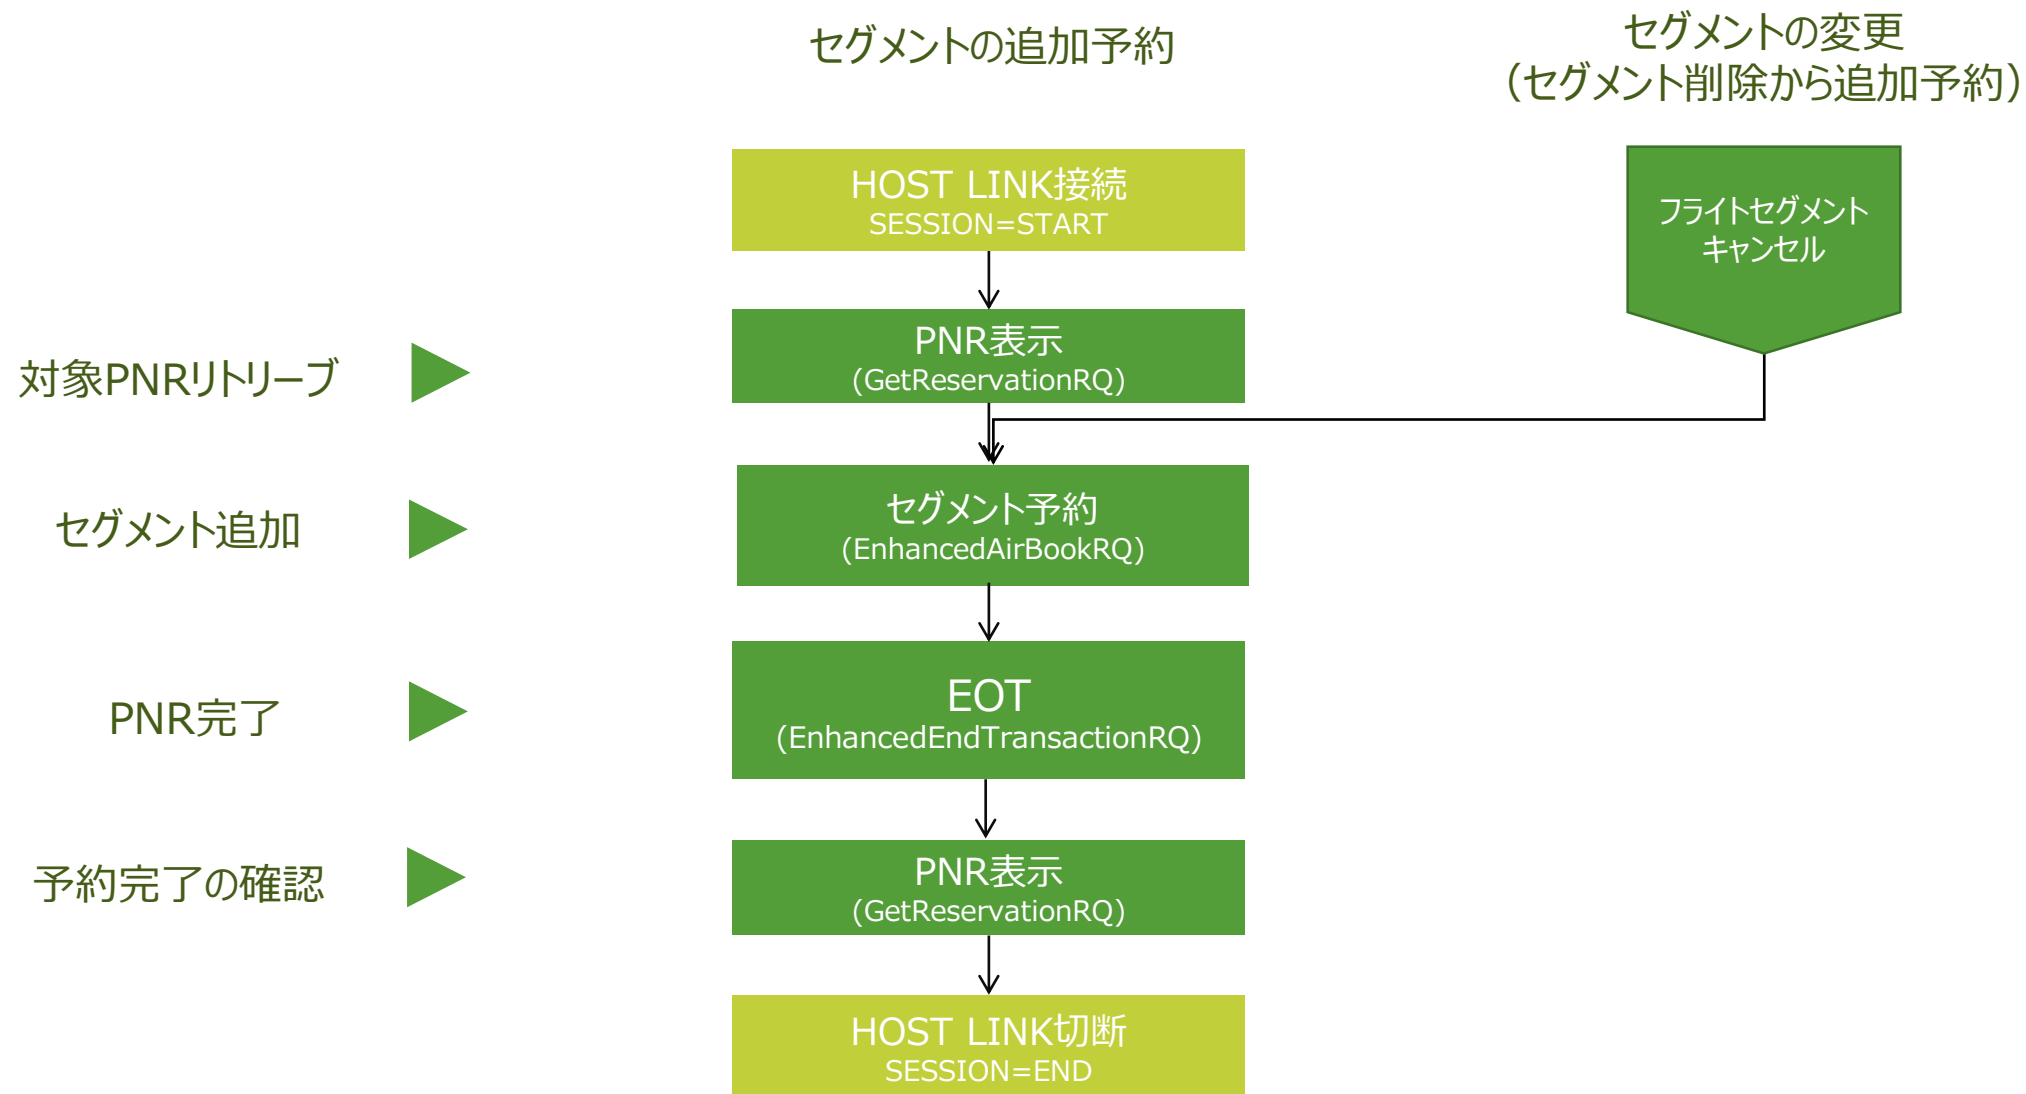 セグメントの追加予約
セグメントの変更
（セグメント削除から追加予約）
HOST LINK接続
SESSION=START
フライトセグメント
キャンセル
対象PNRリトリーブ
PNR表示
(GetReservationRQ)
セグメント追加
セグメント予約
(EnhancedAirBookRQ)
PNR完了
EOT
(EnhancedEndTransactionRQ)
予約完了の確認
PNR表示
(GetReservationRQ)
HOST LINK切断
SESSION=END